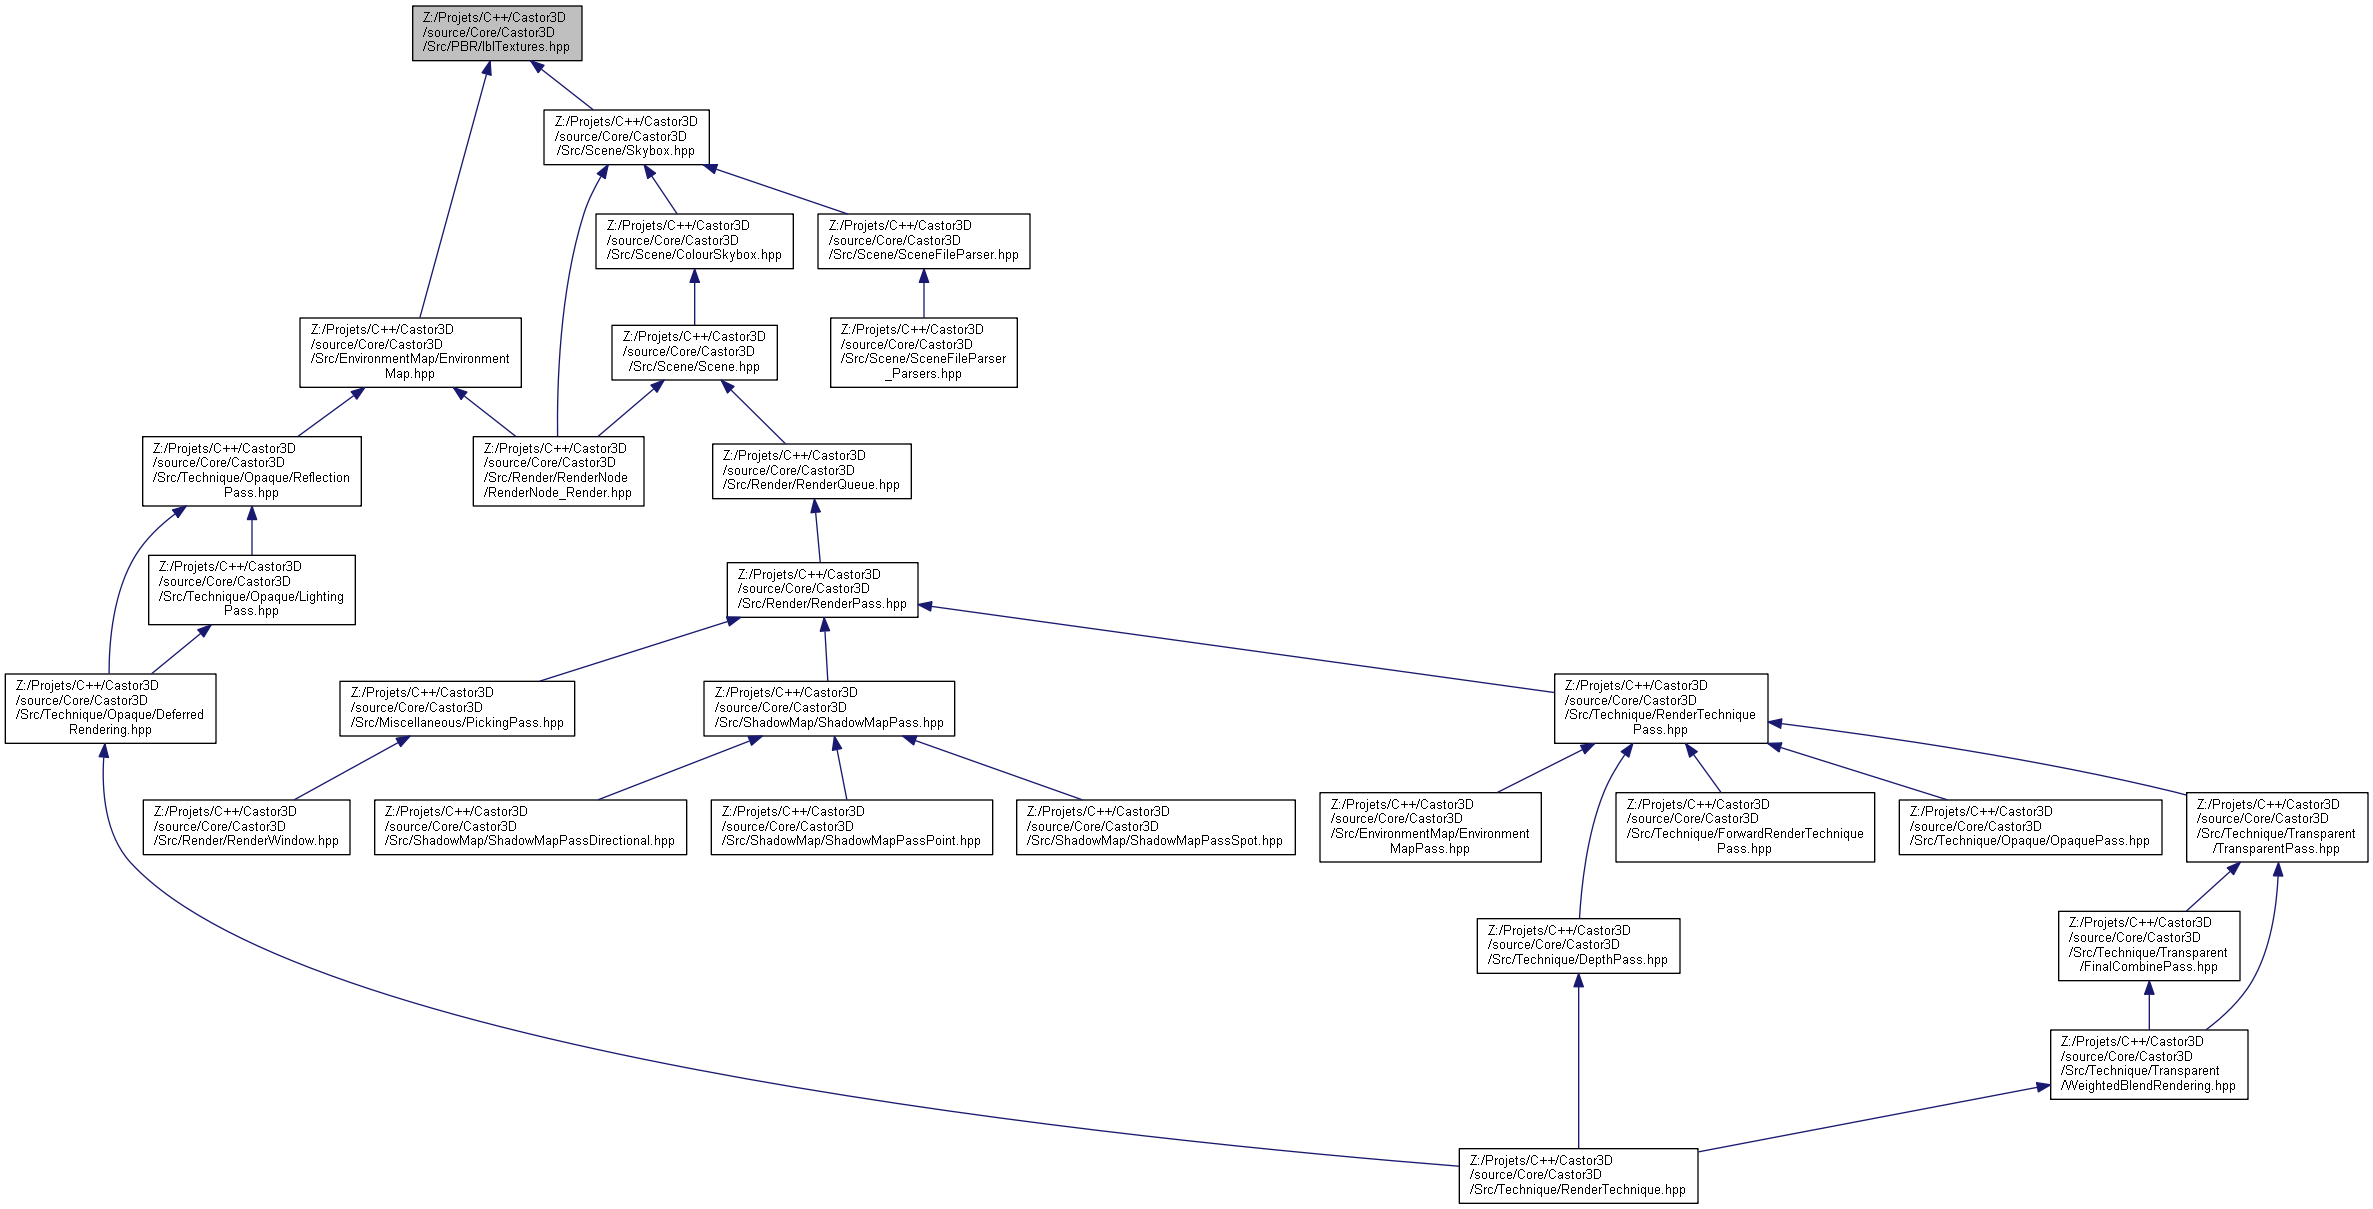 Z:/Projets/C++/Castor3D
/source/Core/Castor3D
/Src/PBR/IblTextures.hpp
Z:/Projets/C++/Castor3D
/source/Core/Castor3D
/Src/Scene/Skybox.hpp
Z:/Projets/C++/Castor3D
/source/Core/Castor3D
/Src/Scene/ColourSkybox.hpp
Z:/Projets/C++/Castor3D
/source/Core/Castor3D
/Src/Scene/SceneFileParser.hpp
Z:/Projets/C++/Castor3D
/source/Core/Castor3D
/Src/EnvironmentMap/Environment
Map.hpp
Z:/Projets/C++/Castor3D
/source/Core/Castor3D
/Src/Scene/Scene.hpp
Z:/Projets/C++/Castor3D
/source/Core/Castor3D
/Src/Scene/SceneFileParser
_Parsers.hpp
Z:/Projets/C++/Castor3D
/source/Core/Castor3D
/Src/Technique/Opaque/Reflection
Pass.hpp
Z:/Projets/C++/Castor3D
/source/Core/Castor3D
/Src/Render/RenderNode
/RenderNode_Render.hpp
Z:/Projets/C++/Castor3D
/source/Core/Castor3D
/Src/Render/RenderQueue.hpp
Z:/Projets/C++/Castor3D
/source/Core/Castor3D
/Src/Technique/Opaque/Lighting
Pass.hpp
Z:/Projets/C++/Castor3D
/source/Core/Castor3D
/Src/Render/RenderPass.hpp
Z:/Projets/C++/Castor3D
/source/Core/Castor3D
/Src/Technique/Opaque/Deferred
Rendering.hpp
Z:/Projets/C++/Castor3D
/source/Core/Castor3D
/Src/Miscellaneous/PickingPass.hpp
Z:/Projets/C++/Castor3D
/source/Core/Castor3D
/Src/ShadowMap/ShadowMapPass.hpp
Z:/Projets/C++/Castor3D
/source/Core/Castor3D
/Src/Technique/RenderTechnique
Pass.hpp
Z:/Projets/C++/Castor3D
/source/Core/Castor3D
/Src/Render/RenderWindow.hpp
Z:/Projets/C++/Castor3D
/source/Core/Castor3D
/Src/ShadowMap/ShadowMapPassDirectional.hpp
Z:/Projets/C++/Castor3D
/source/Core/Castor3D
/Src/ShadowMap/ShadowMapPassPoint.hpp
Z:/Projets/C++/Castor3D
/source/Core/Castor3D
/Src/ShadowMap/ShadowMapPassSpot.hpp
Z:/Projets/C++/Castor3D
/source/Core/Castor3D
/Src/EnvironmentMap/Environment
MapPass.hpp
Z:/Projets/C++/Castor3D
/source/Core/Castor3D
/Src/Technique/ForwardRenderTechnique
Pass.hpp
Z:/Projets/C++/Castor3D
/source/Core/Castor3D
/Src/Technique/Opaque/OpaquePass.hpp
Z:/Projets/C++/Castor3D
/source/Core/Castor3D
/Src/Technique/Transparent
/TransparentPass.hpp
Z:/Projets/C++/Castor3D
/source/Core/Castor3D
/Src/Technique/DepthPass.hpp
Z:/Projets/C++/Castor3D
/source/Core/Castor3D
/Src/Technique/Transparent
/FinalCombinePass.hpp
Z:/Projets/C++/Castor3D
/source/Core/Castor3D
/Src/Technique/Transparent
/WeightedBlendRendering.hpp
Z:/Projets/C++/Castor3D
/source/Core/Castor3D
/Src/Technique/RenderTechnique.hpp